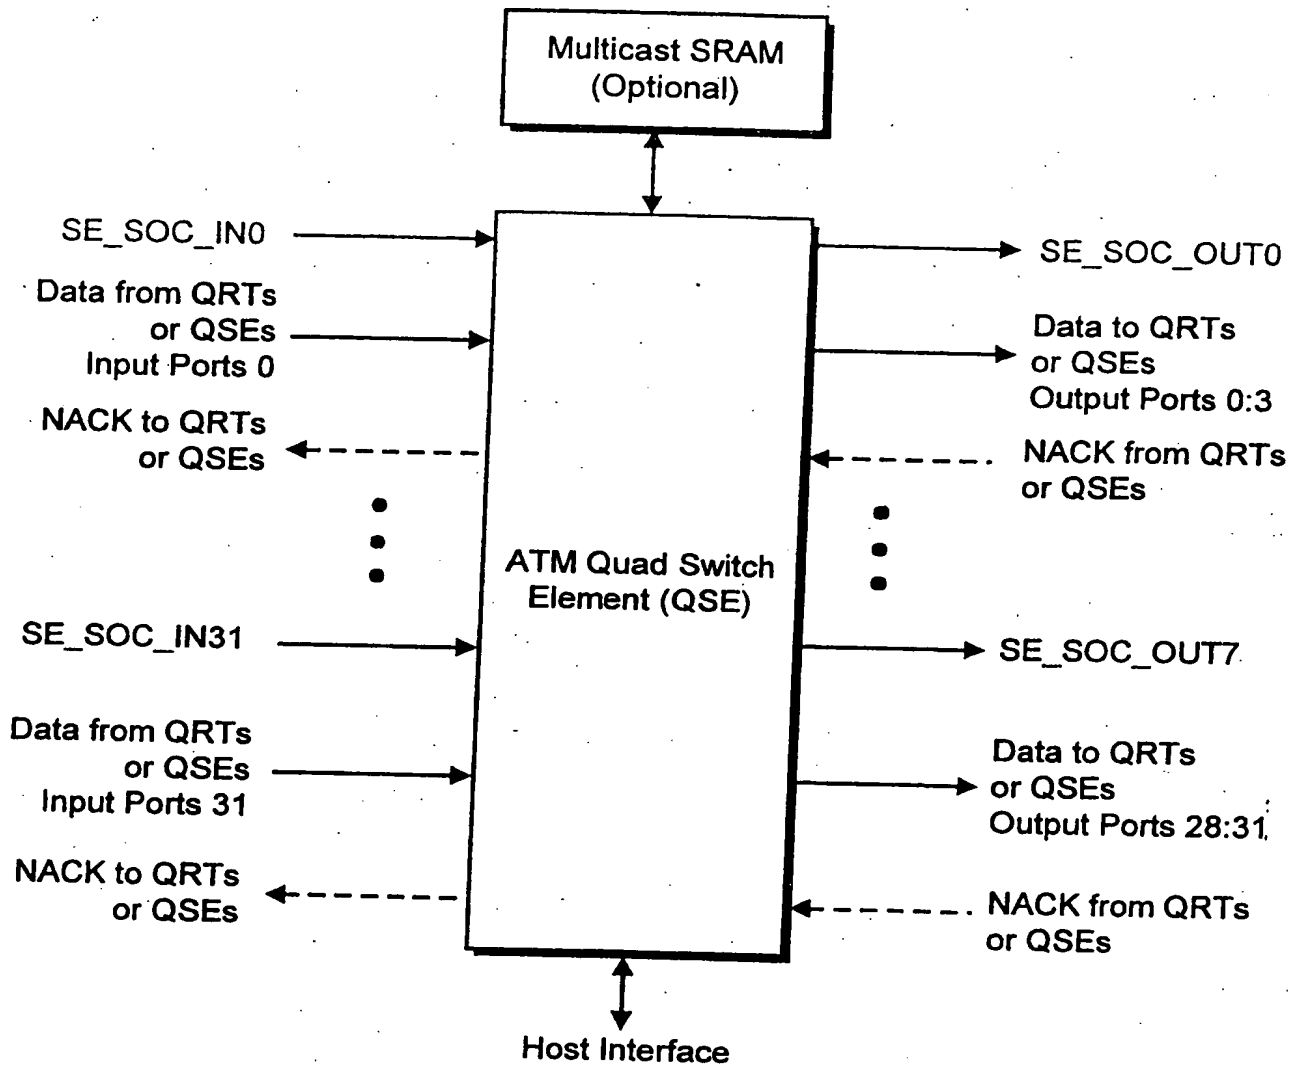 Multicast SRAM
(Optional)
SE_SOC_IN0
Data from QRTs
or QSEs
Input Ports 0
NACK to QRTs
or QSEs
SE_SOC_IN31
Data from QRTs
or QSEs
Input Ports 31
NACK to QRTs
or QSEs
ATM Quad Switch
Element (QSE)
SE_SOC_OUT0
Data to QRTs
or QSEs
Output Ports 0:3
NACK from QRTs
or QSEs
SE_SOC_OUT7
Data to QRTs
or QSEs
Output Ports 28:31
NACK from QRTs
or QSEs
Host Interface